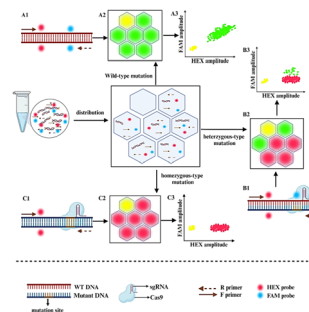 A1
A2
A3
FAM amplitude
HEX amplitude
Wild-type mutation
B3
FAM amplitude
HEX amplitude
distribution
heterozygous-type
mutation
B2
homozygous-type
mutation
B1
C1
C2
C3
FAM amplitude
HEX amplitude
WT DNA
Mutant DNA
mutation site
sgRNA
Cas9
R primer
F primer
HEX probe
FAM probe